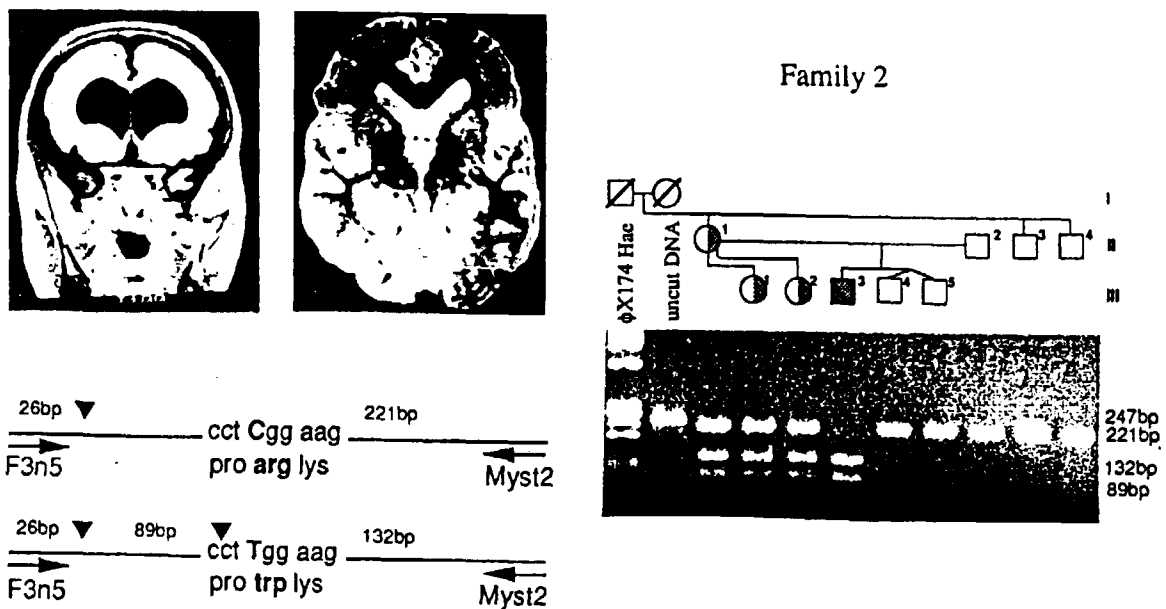 Family 2
I
1 2 3 4 II
1 2 3 4 5 III
φX174 Hae
uncut DNA
247bp
221bp
132bp
89bp
26bp 221bp
cct Cgg aag
F3n5 pro arg lys Myst2
26bp 89bp 132bp
cct Tgg aag
F3n5 pro trp lys Myst2